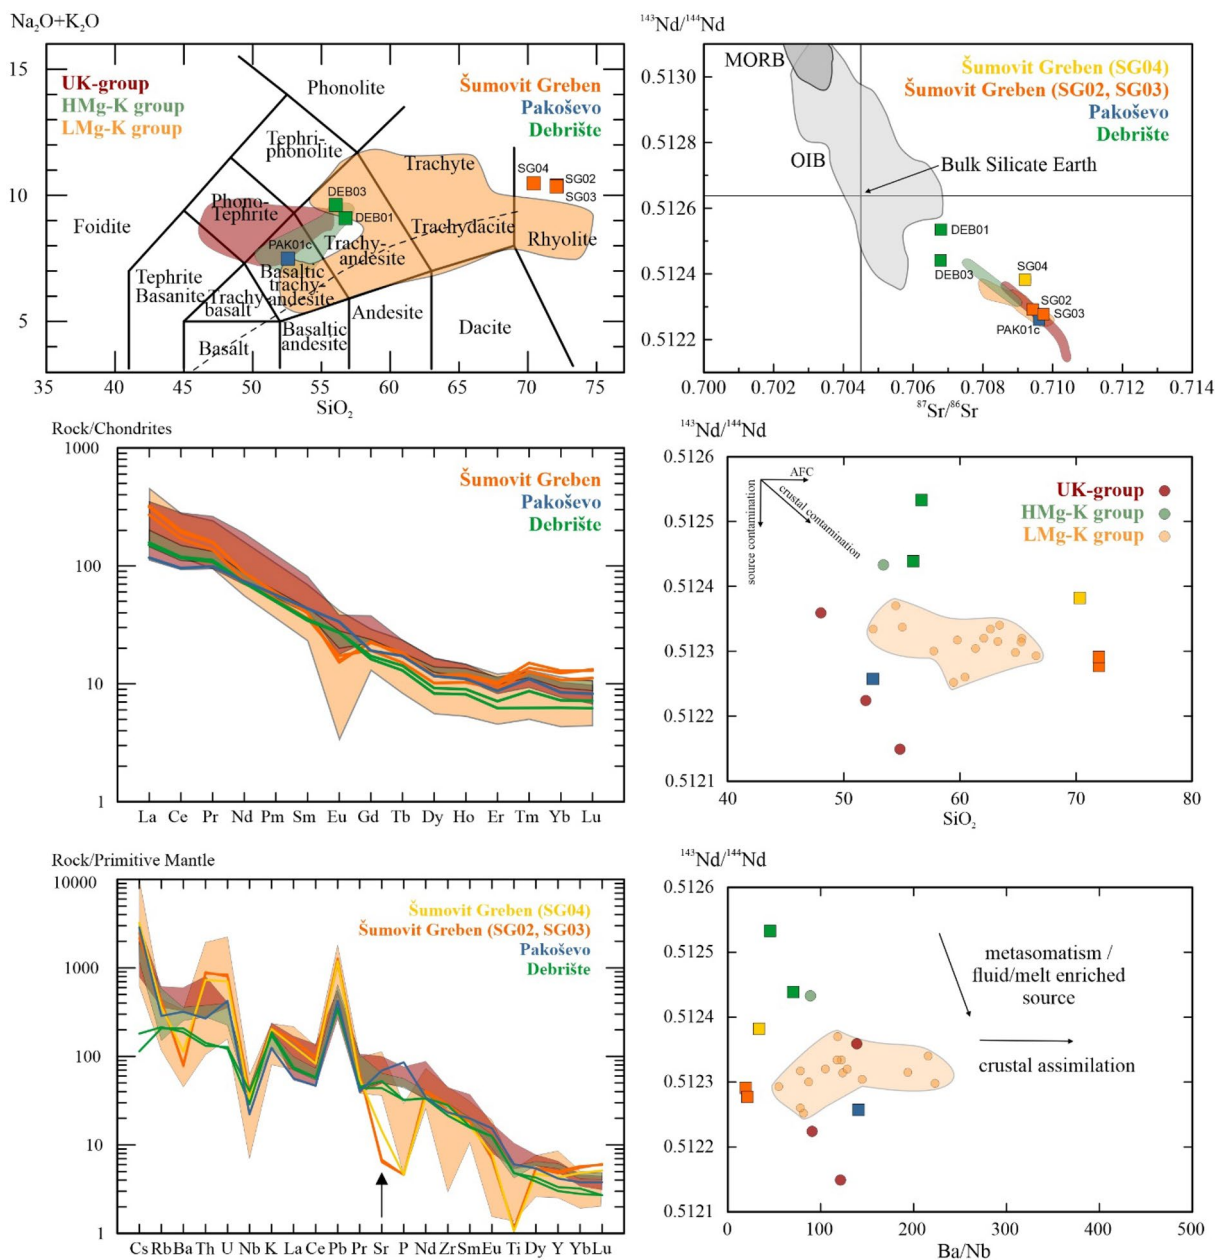 Na₂O+K₂O
15
10
5
35 40 45 50 55 60 65 70 75
SiO₂
UK-group
HMg-K group
LMg-K group
Šumovit Greben
Pakoševo
Debrište
Phonolite
Tephri-
phonolite
Trachyte
Phono-
Tephrite
Foidite
Trachydacite
Rhyolite
Trachy-
andesite
Basaltic
trachy-
andesite
Tephrite
Basanite
Trachy
basalt
Basalt
Basaltic
andesite
Andesite
Dacite
SG04
SG02
SG03
DEB03
DEB01
PAK01c
¹⁴³Nd/¹⁴⁴Nd
0.5130
0.5128
0.5126
0.5124
0.5122
0.700 0.702 0.704 0.706 0.708 0.710 0.712 0.714
⁸⁷Sr/⁸⁶Sr
MORB
OIB
Šumovit Greben (SG04)
Šumovit Greben (SG02, SG03)
Pakoševo
Debrište
Bulk Silicate Earth
DEB01
DEB03
SG04
SG02
SG03
PAK01c
Rock/Chondrites
1000
100
10
1
La Ce Pr Nd Pm Sm Eu Gd Tb Dy Ho Er Tm Yb Lu
Šumovit Greben
Pakoševo
Debrište
¹⁴³Nd/¹⁴⁴Nd
0.5126
0.5125
0.5124
0.5123
0.5122
0.5121
40 50 60 70 80
SiO₂
AFC
crustal contamination
source contamination
UK-group
HMg-K group
LMg-K group
Rock/Primitive Mantle
10000
1000
100
10
1
Cs Rb Ba Th U Nb K La Ce Pb Pr Sr P Nd Zr Sm Eu Ti Dy Y Yb Lu
Šumovit Greben (SG04)
Šumovit Greben (SG02, SG03)
Pakoševo
Debrište
¹⁴³Nd/¹⁴⁴Nd
0.5126
0.5125
0.5124
0.5123
0.5122
0.5121
0 100 200 300 400 500
Ba/Nb
metasomatism /
fluid/melt enriched
source
crustal assimilation